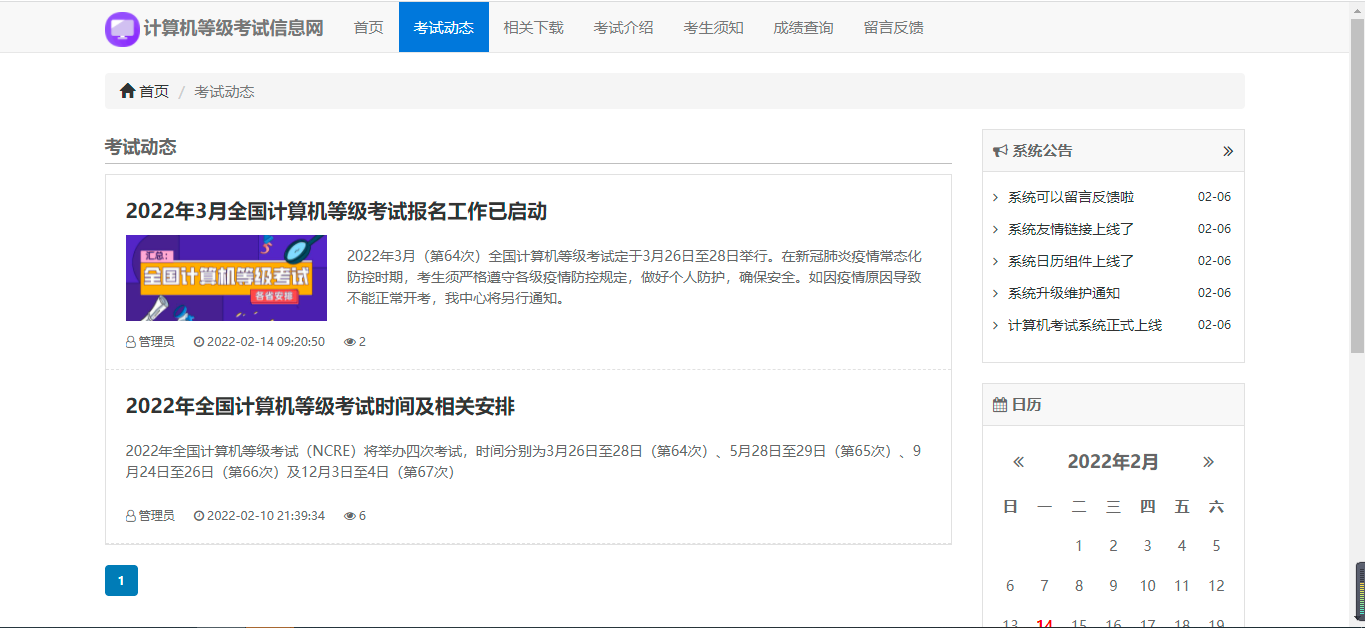 计算机等级考试信息网 首页 考试动态 相关下载 考试介绍 考生须知 成绩查询 留言反馈
首页 / 考试动态
考试动态
2022年3月全国计算机等级考试报名工作已启动
汇总：
全国计算机等级考试
各省安排
2022年3月（第64次）全国计算机等级考试定于3月26日至28日举行。在新冠肺炎疫情常态化
防控时期，考生须严格遵守各级疫情防控规定，做好个人防护，确保安全。如因疫情原因导致
不能正常开考，我中心将另行通知。
管理员 2022-02-14 09:20:50 2
2022年全国计算机等级考试时间及相关安排
2022年全国计算机等级考试（NCRE）将举办四次考试，时间分别为3月26日至28日（第64次）、5月28日至29日（第65次）、9
月24日至26日（第66次）及12月3日至4日（第67次）
管理员 2022-02-10 21:39:34 6
1
系统公告 »
› 系统可以留言反馈啦 02-06
› 系统友情链接上线了 02-06
› 系统日历组件上线了 02-06
› 系统升级维护通知 02-06
› 计算机考试系统正式上线 02-06
日历
« 2022年2月 »
日 一 二 三 四 五 六
1 2 3 4 5
6 7 8 9 10 11 12
13 14 15 16 17 18 19